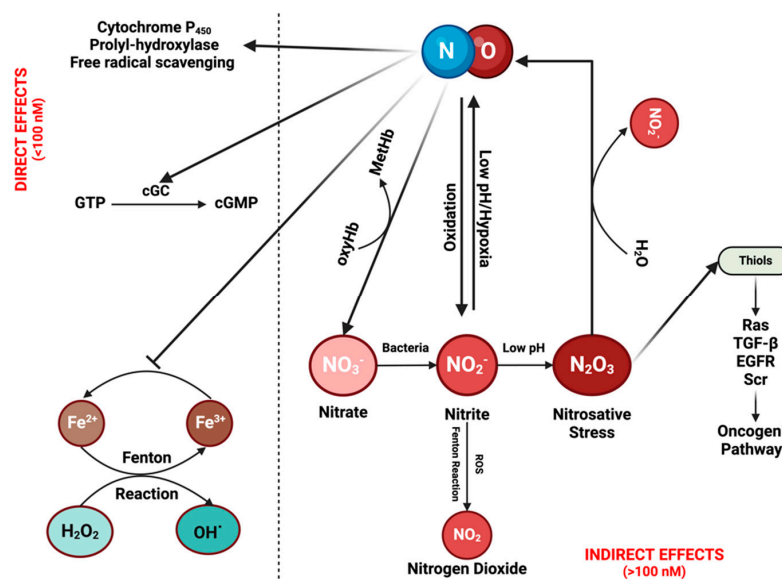 Cytochrome P450
Prolyl-hydroxylase
Free radical scavenging
N O
DIRECT EFFECTS
(<100 nM)
GTP
cGC
cGMP
MetHb
oxyHb
Oxidation
Low pH/Hypoxia
NO2-
H2O
Thiols
Ras
TGF-β
EGFR
Scr
Oncogen
Pathway
NO3-
Bacteria
NO2-
Low pH
N2O3
Nitrate
Nitrite
Nitrosative
Stress
Fe2+
Fe3+
Fenton
Reaction
H2O2
OH·
ROS
Fenton Reaction
NO2
Nitrogen Dioxide
INDIRECT EFFECTS
(>100 nM)